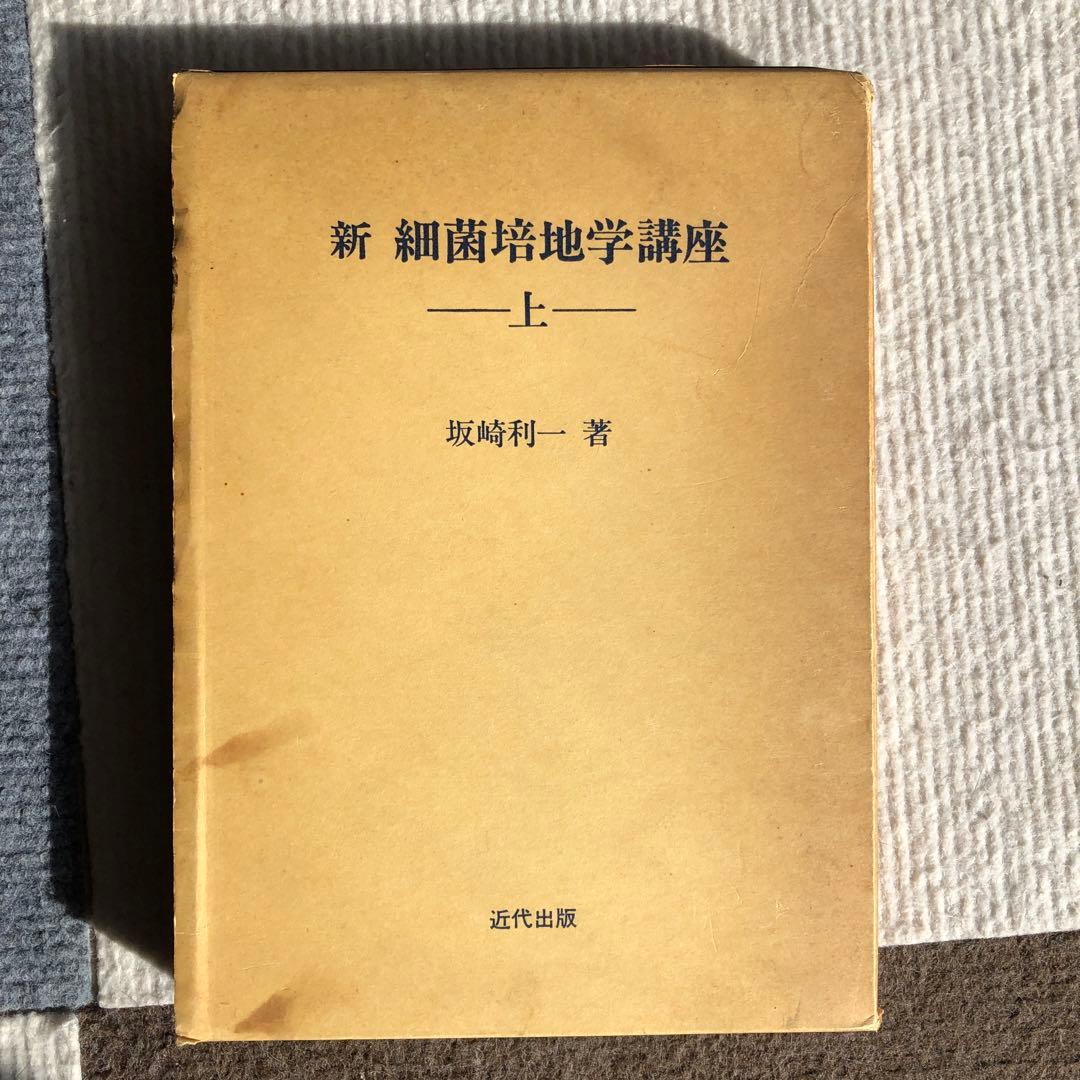 新 細菌培地学講座
―上―
坂崎利一 著
近代出版